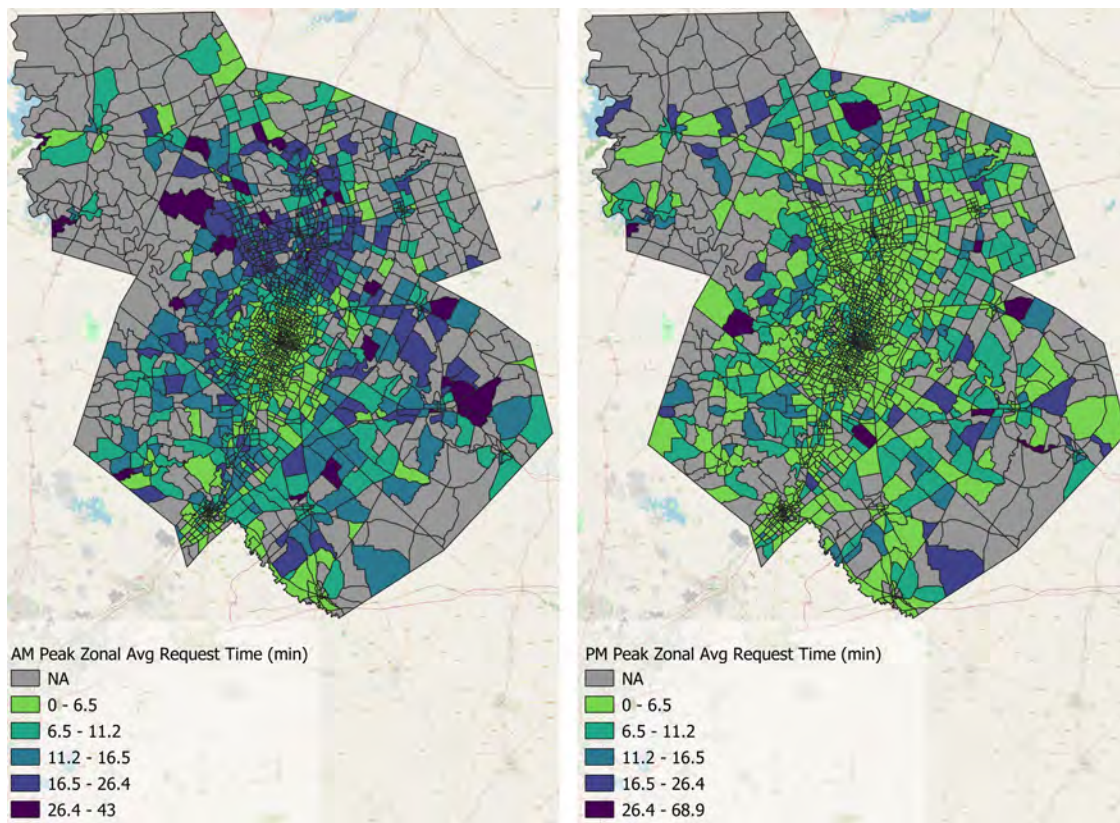 AM Peak Zonal Avg Request Time (min)
NA
0 - 6.5
6.5 - 11.2
11.2 - 16.5
16.5 - 26.4
26.4 - 43
PM Peak Zonal Avg Request Time (min)
NA
0 - 6.5
6.5 - 11.2
11.2 - 16.5
16.5 - 26.4
26.4 - 68.9